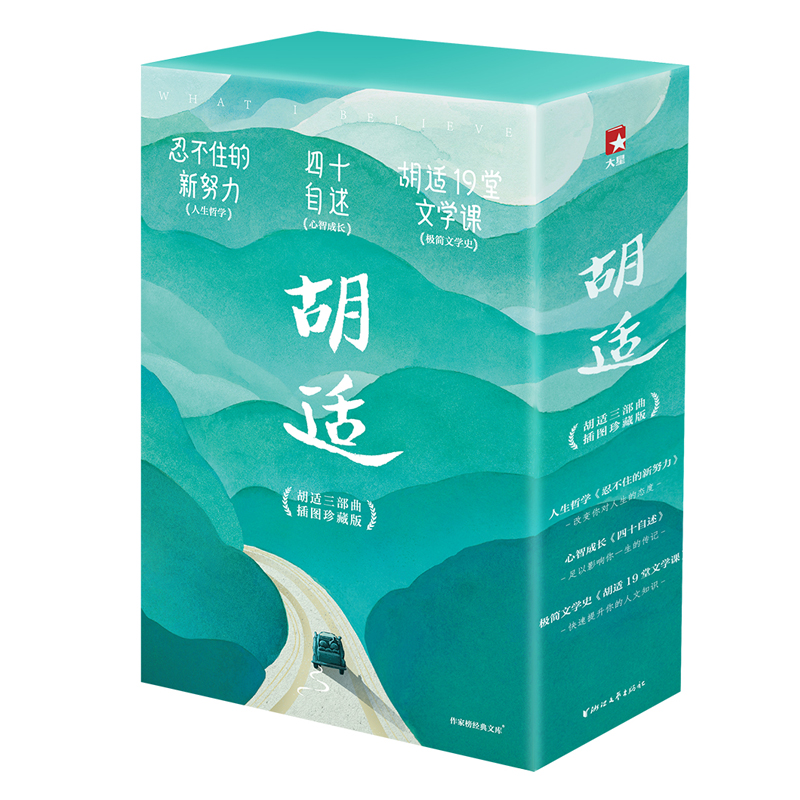 WHAT I BELIEVE
忍不住的
新努力
(人生哲学)
四十
自述
(心智成长)
胡适19堂
文学课
(极简文学史)
胡
适
胡适三部曲
插图珍藏版
作家榜经典文库®
大星
胡
适
胡适三部曲
插图珍藏版
人生哲学《忍不住的新努力》
-改变你对人生的态度-
心智成长《四十自述》
-足以影响你一生的传记-
极简文学史《胡适19堂文学课》
-快速提升你的人文知识-
浙江文艺出版社